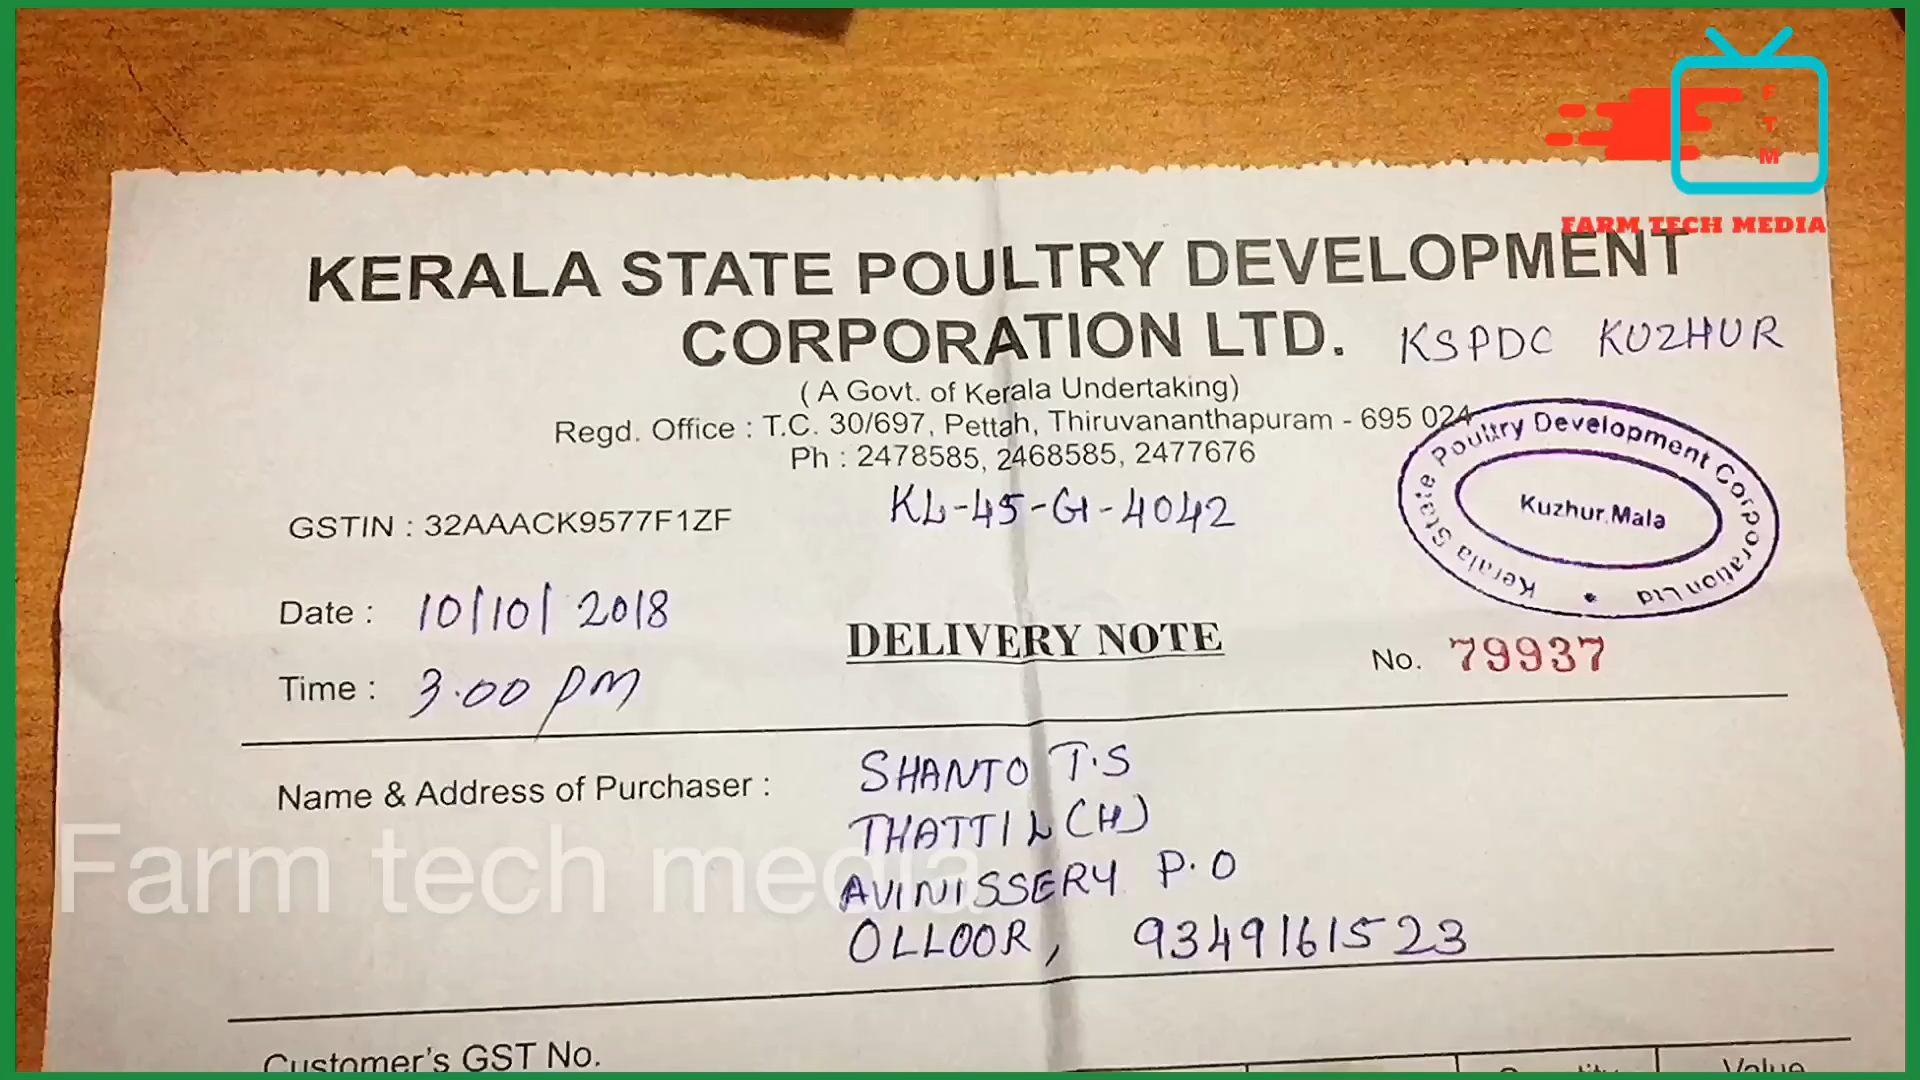 F
T
M
FARM TECH MEDIA
KERALA STATE POULTRY DEVELOPMENT
CORPORATION LTD.
KSPDC KUZHUR
( A Govt. of Kerala Undertaking)
Regd. Office : T.C. 30/697, Pettah, Thiruvananthapuram - 695 024
Ph : 2478585, 2468585, 2477676
Kerala State Poultry Development Corporation Ltd *
Kuzhur, Mala
GSTIN : 32AAACK9577F1ZF
KL-45-G-4042
Date : 10/10/2018
DELIVERY NOTE
No. 79937
Time : 3.00 pm
Name & Address of Purchaser :
SHANTO T.S
THATTIL (H)
AVINISSERY P.O
OLLOOR, 9349161523
Farm tech media
Customer's GST No.
Quantity
Value